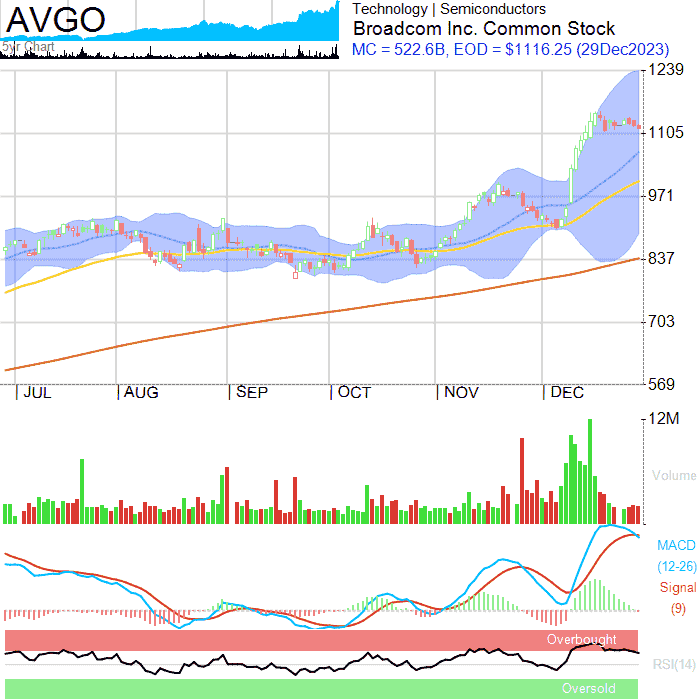 AVGO
5yr Chart
Technology | Semiconductors
Broadcom Inc. Common Stock
MC = 522.6B, EOD = $1116.25 (29Dec2023)
1239
1105
971
837
703
569
| JUL | AUG | SEP | OCT | NOV | DEC
12M
Volume
MACD
(12-26)
Signal
(9)
Overbought
RSI(14)
Oversold